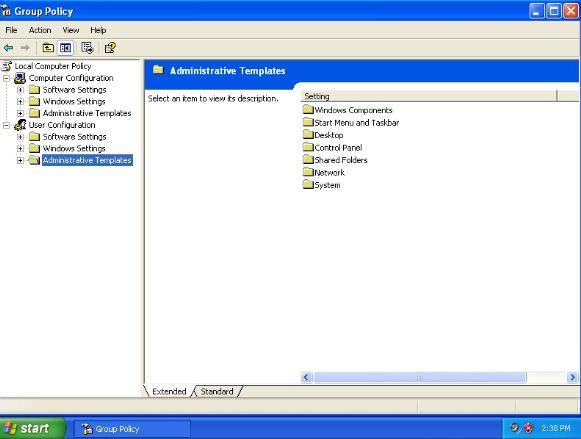 Group Policy
File Action View Help
Local Computer Policy
Computer Configuration
Software Settings
Windows Settings
Administrative Templates
User Configuration
Software Settings
Windows Settings
Administrative Templates
Administrative Templates
Select an item to view its description.
Setting
Windows Components
Start Menu and Taskbar
Desktop
Control Panel
Shared Folders
Network
System
Extended Standard
start Group Policy 2:38 PM